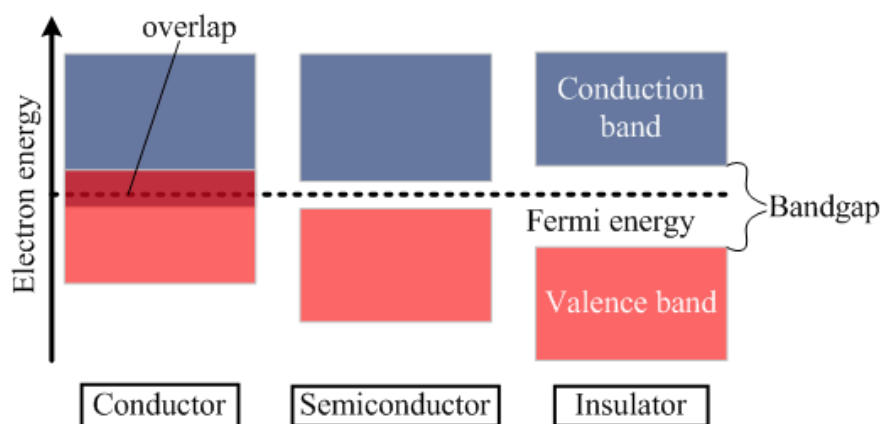 overlap
Electron energy
Conduction
band
Bandgap
Fermi energy
Valence band
Conductor
Semiconductor
Insulator